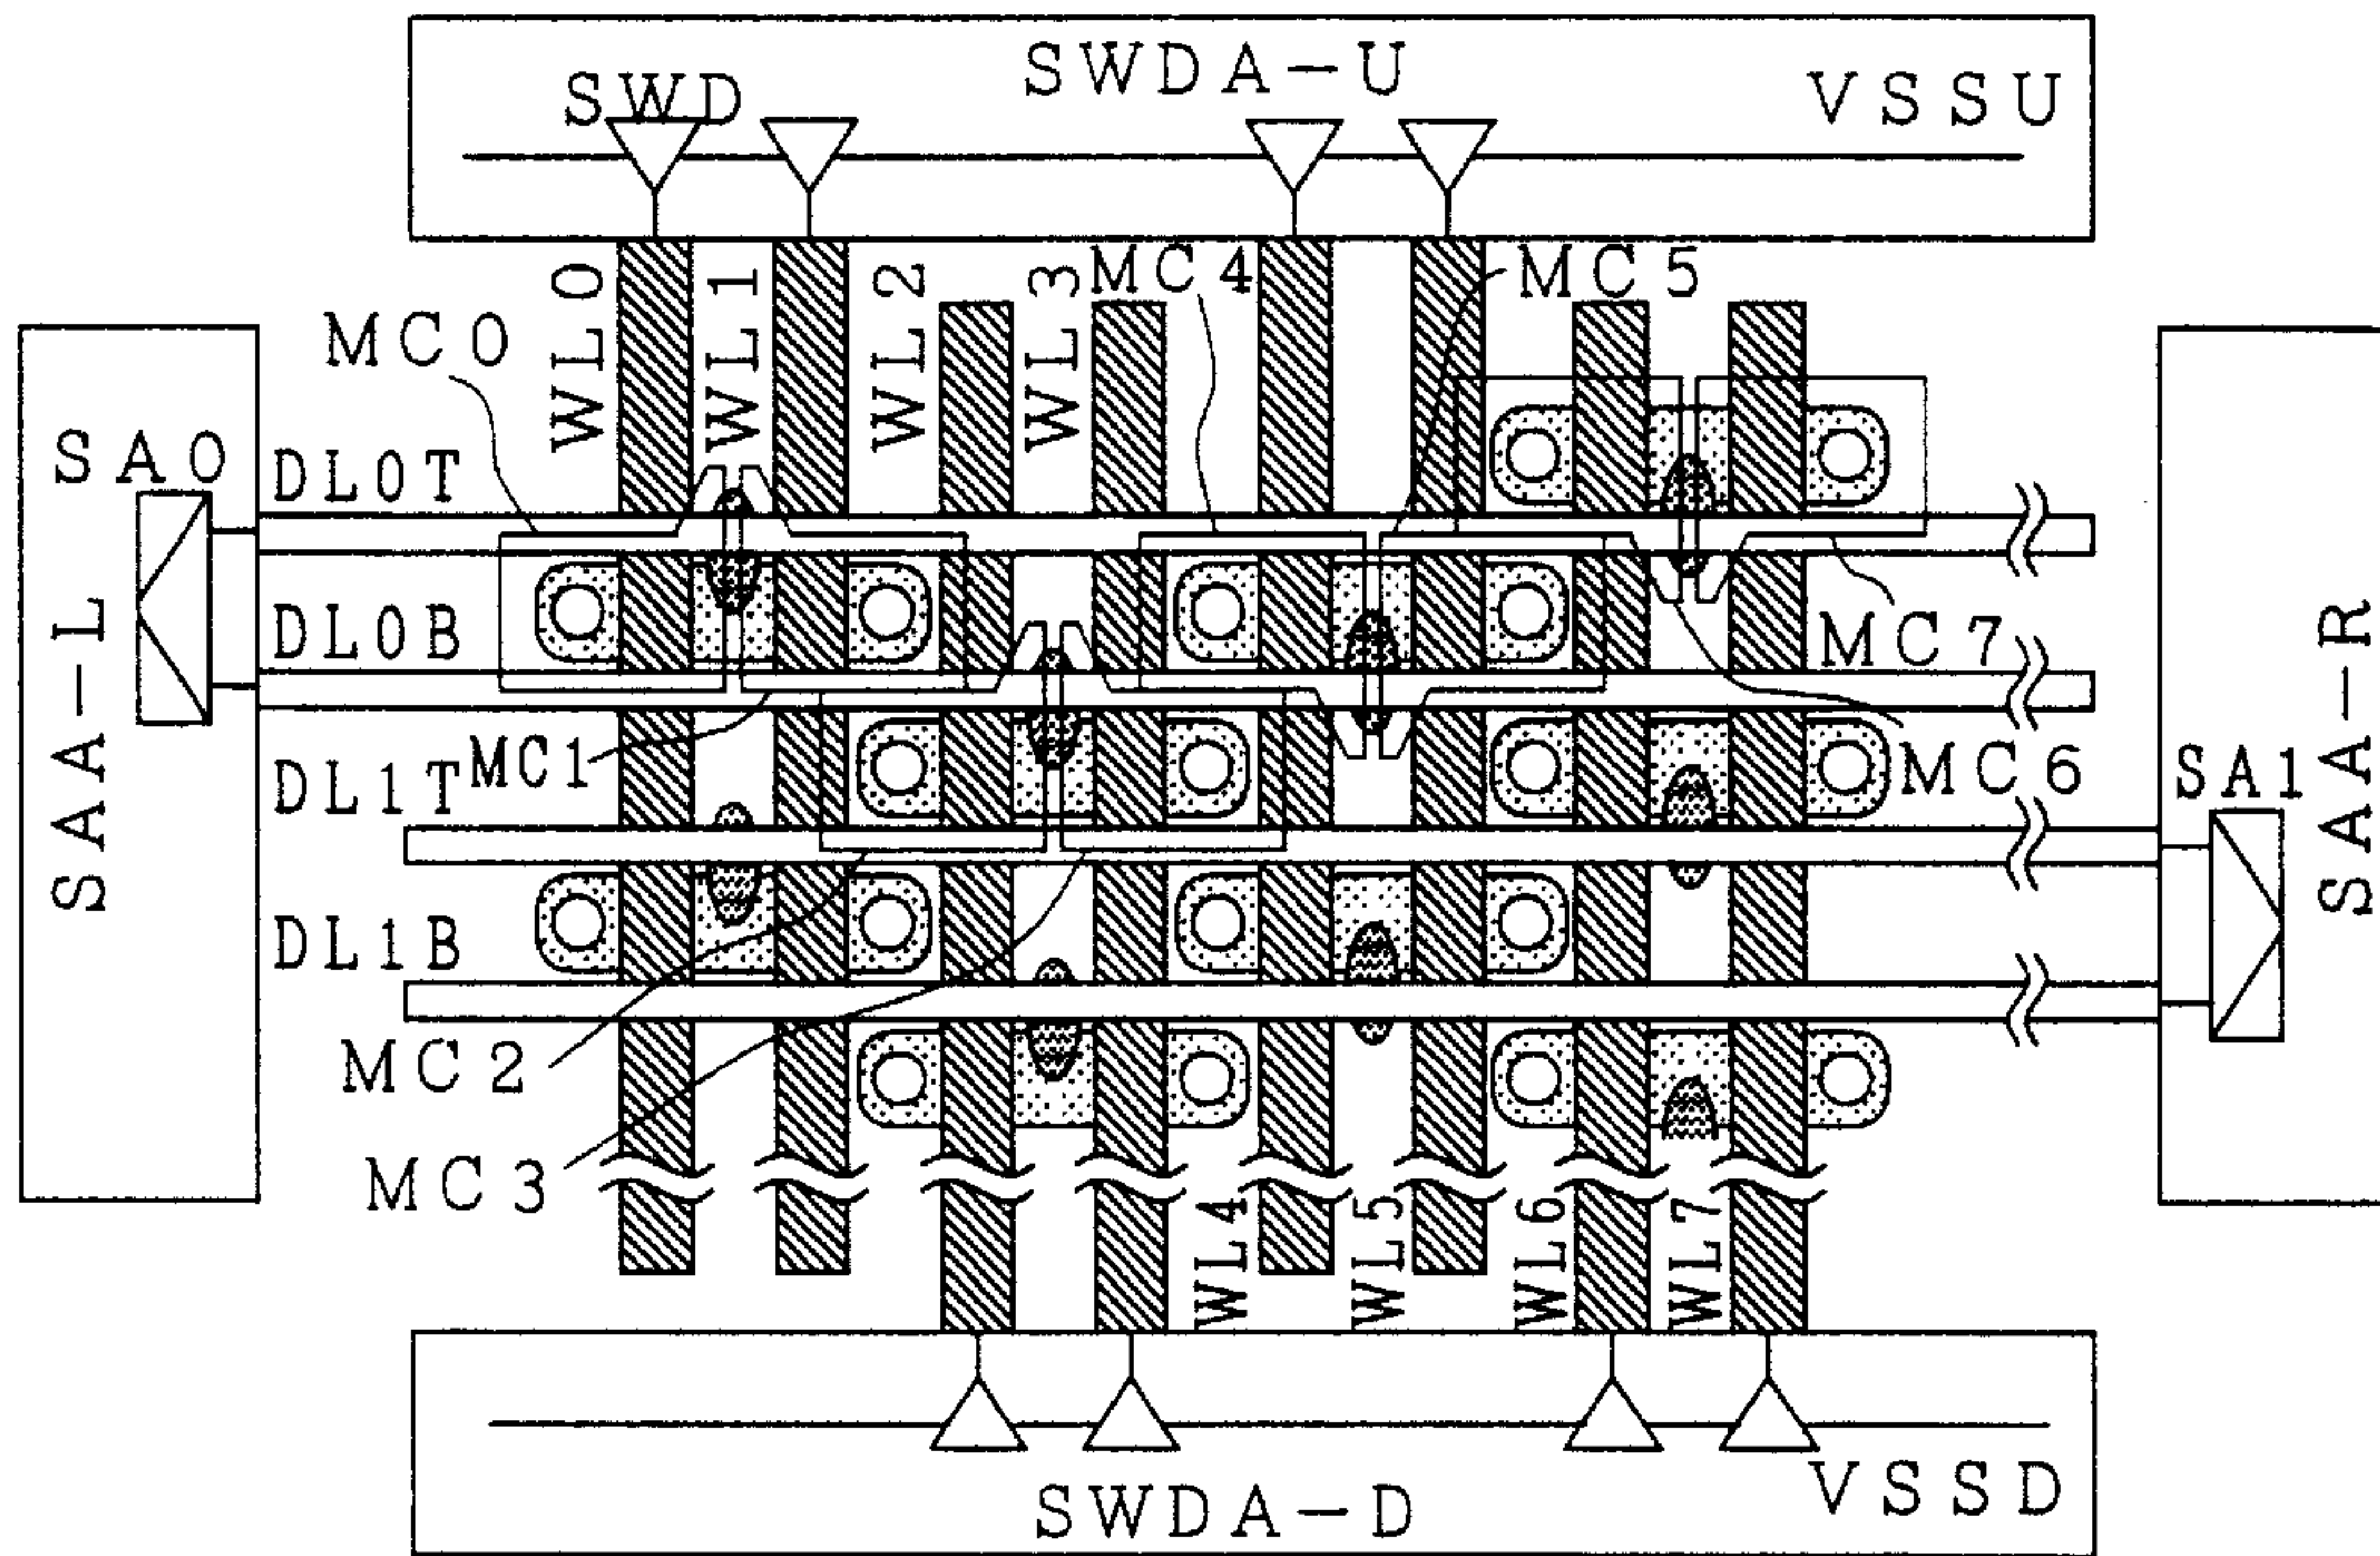 SWDA-U
SWD
VSSU
WL0
WL1
WL2
WL3
MC4
MC5
MC0
SA0
DL0T
DL0B
MC7
SAA-L
SAA-R
MC1
DL1T
MC6
SA1
DL1B
MC2
MC3
WL4
WL5
WL6
WL7
VSSD
SWDA-D